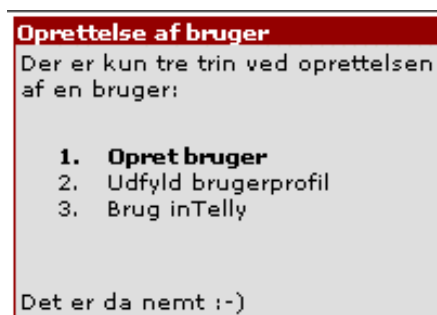 Oprettelse af bruger
Der er kun tre trin ved oprettelsen
af en bruger:
1. Opret bruger
2. Udfyld brugerprofil
3. Brug inTelly
Det er da nemt :-)